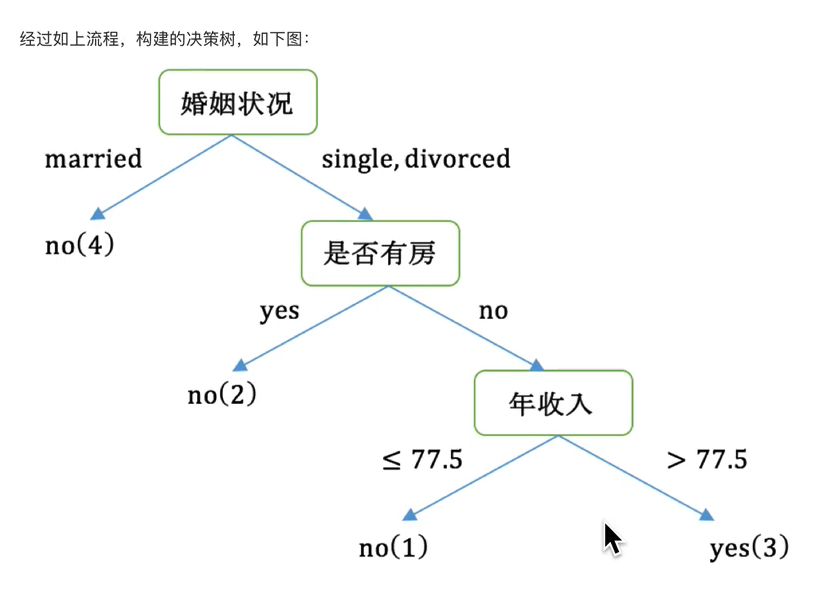 经过如上流程，构建的决策树，如下图：
婚姻状况
married
single, divorced
no(4)
是否有房
yes
no
no(2)
年收入
≤ 77.5
> 77.5
no(1)
yes(3)